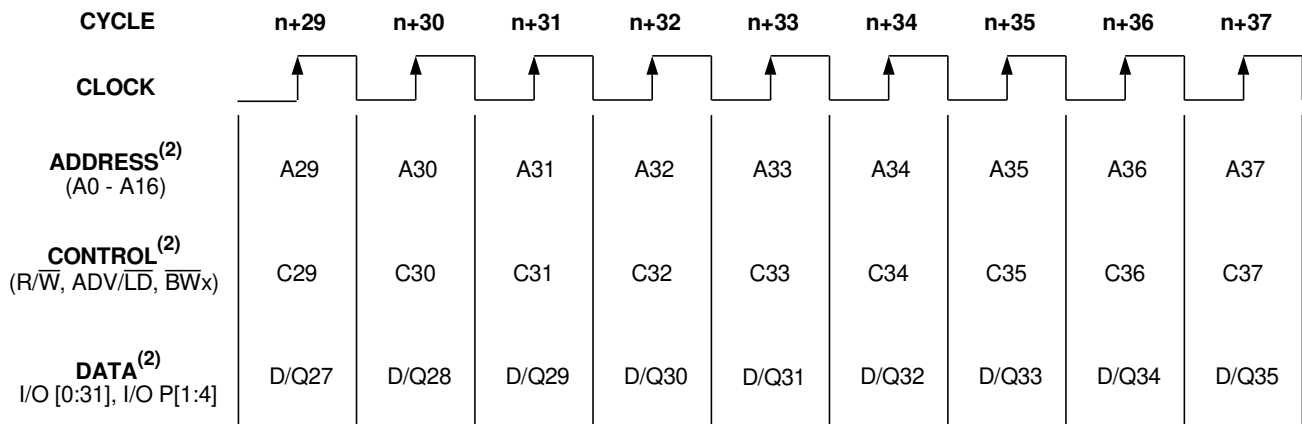 CYCLE n+29 n+30 n+31 n+32 n+33 n+34 n+35 n+36 n+37
CLOCK
ADDRESS(2)
(A0 - A16)
A29 A30 A31 A32 A33 A34 A35 A36 A37
CONTROL(2)
(R/W̅, ADV/L̅D̅, B̅W̅x)
C29 C30 C31 C32 C33 C34 C35 C36 C37
DATA(2)
I/O [0:31], I/O P[1:4]
D/Q27 D/Q28 D/Q29 D/Q30 D/Q31 D/Q32 D/Q33 D/Q34 D/Q35